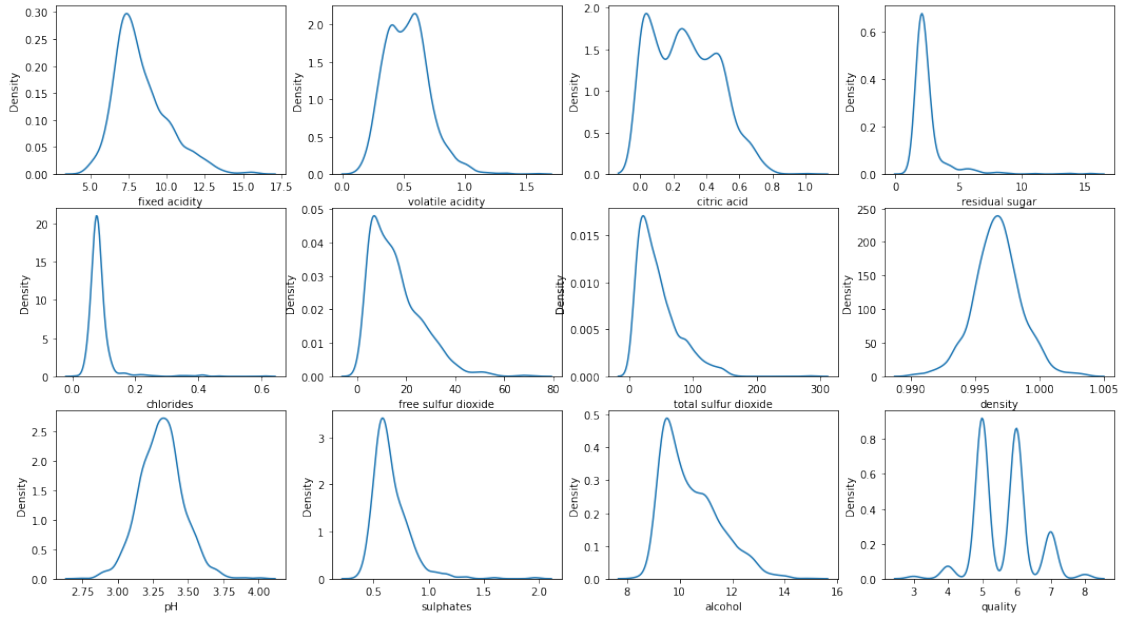 Density
0.30
0.25
0.20
0.15
0.10
0.05
0.00
5.0 7.5 10.0 12.5 15.0 17.5
fixed acidity
Density
2.0
1.5
1.0
0.5
0.0
0.0 0.5 1.0 1.5
volatile acidity
Density
2.0
1.5
1.0
0.5
0.0
0.0 0.2 0.4 0.6 0.8 1.0
citric acid
Density
0.6
0.4
0.2
0.0
0 5 10 15
residual sugar
Density
20
15
10
5
0
0.0 0.2 0.4 0.6
chlorides
Density
0.05
0.04
0.03
0.02
0.01
0.00
0 20 40 60 80
free sulfur dioxide
Density
0.015
0.010
0.005
0.000
0 100 200 300
total sulfur dioxide
Density
250
200
150
100
50
0
0.990 0.995 1.000 1.005
density
Density
2.5
2.0
1.5
1.0
0.5
0.0
2.75 3.00 3.25 3.50 3.75 4.00
pH
Density
3
2
1
0
0.5 1.0 1.5 2.0
sulphates
Density
0.5
0.4
0.3
0.2
0.1
0.0
8 10 12 14 16
alcohol
Density
0.8
0.6
0.4
0.2
0.0
3 4 5 6 7 8
quality